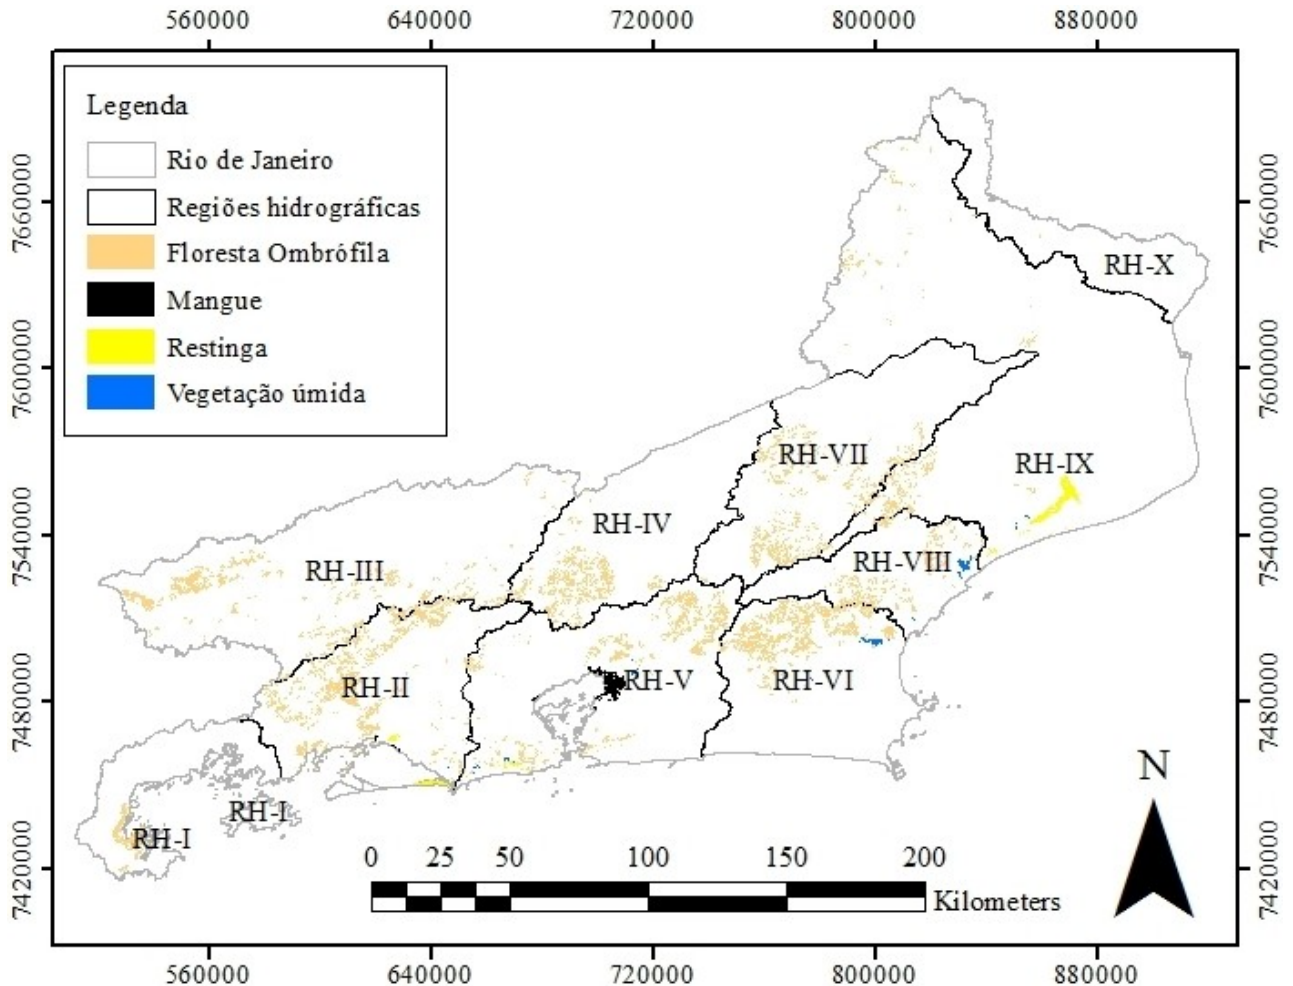 560000 640000 720000 800000 880000
Legenda
Rio de Janeiro
Regiões hidrográficas
Floresta Ombrófila
Mangue
Restinga
Vegetação úmida
7660000
7600000
7540000
7480000
7420000
7660000
7600000
7540000
7480000
7420000
RH-X
RH-VII
RH-IX
RH-IV
RH-VIII
RH-III
RH-V
RH-VI
RH-II
RH-I
RH-I
N
0 25 50 100 150 200
Kilometers
560000 640000 720000 800000 880000